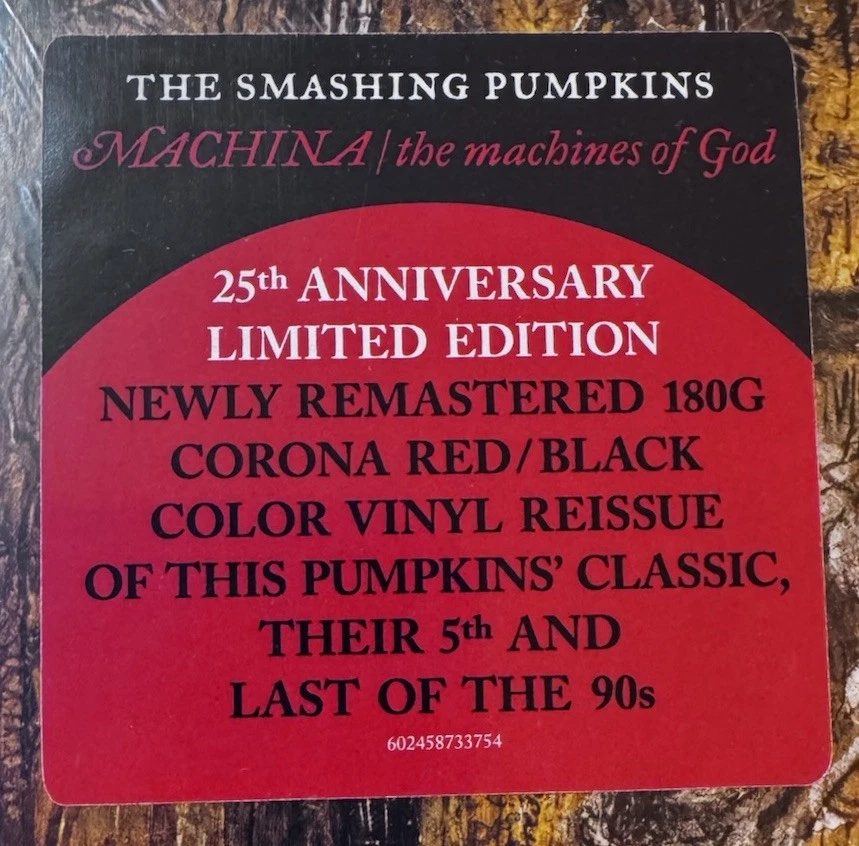 THE SMASHING PUMPKINS
MACHINA / the machines of God
25th ANNIVERSARY
LIMITED EDITION
NEWLY REMASTERED 180G
CORONA RED/BLACK
COLOR VINYL REISSUE
OF THIS PUMPKINS’ CLASSIC,
THEIR 5th AND
LAST OF THE 90s
602458733754